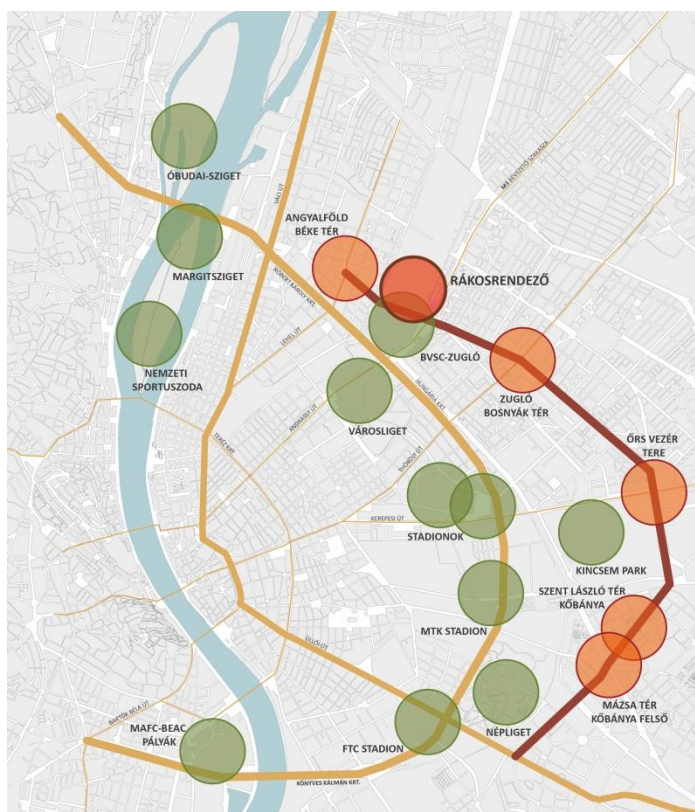 ÓBUDAI-SZIGET
MARGITSZIGET
NEMZETI
SPORTUSZODA
VÁCI ÚT
M3 BEVEZETŐ SZAKASZA
ANGYALFÖLD
BÉKE TÉR
RÁKOSRENDEZŐ
RÓBERT KÁROLY KRT.
LEHEL ÚT
BVSC-ZUGLÓ
ZUGLÓ
BOSNYÁK TÉR
VÁROSLIGET
HUNGÁRIA KRT.
ANDRÁSSY ÚT
TERÉZ KRT.
THÖKÖLY ÚT
ŐRS VEZÉR
TERE
KEREPESI ÚT
STADIONOK
KINCSEM PARK
SZENT LÁSZLÓ TÉR
KŐBÁNYA
MTK STADION
ÜLLŐI ÚT
MÁZSA TÉR
KŐBÁNYA FELSŐ
NÉPLIGET
BARTÓK BÉLA ÚT
MAFC-BEAC
PÁLYÁK
FTC STADION
KÖNYVES KÁLMÁN KRT.